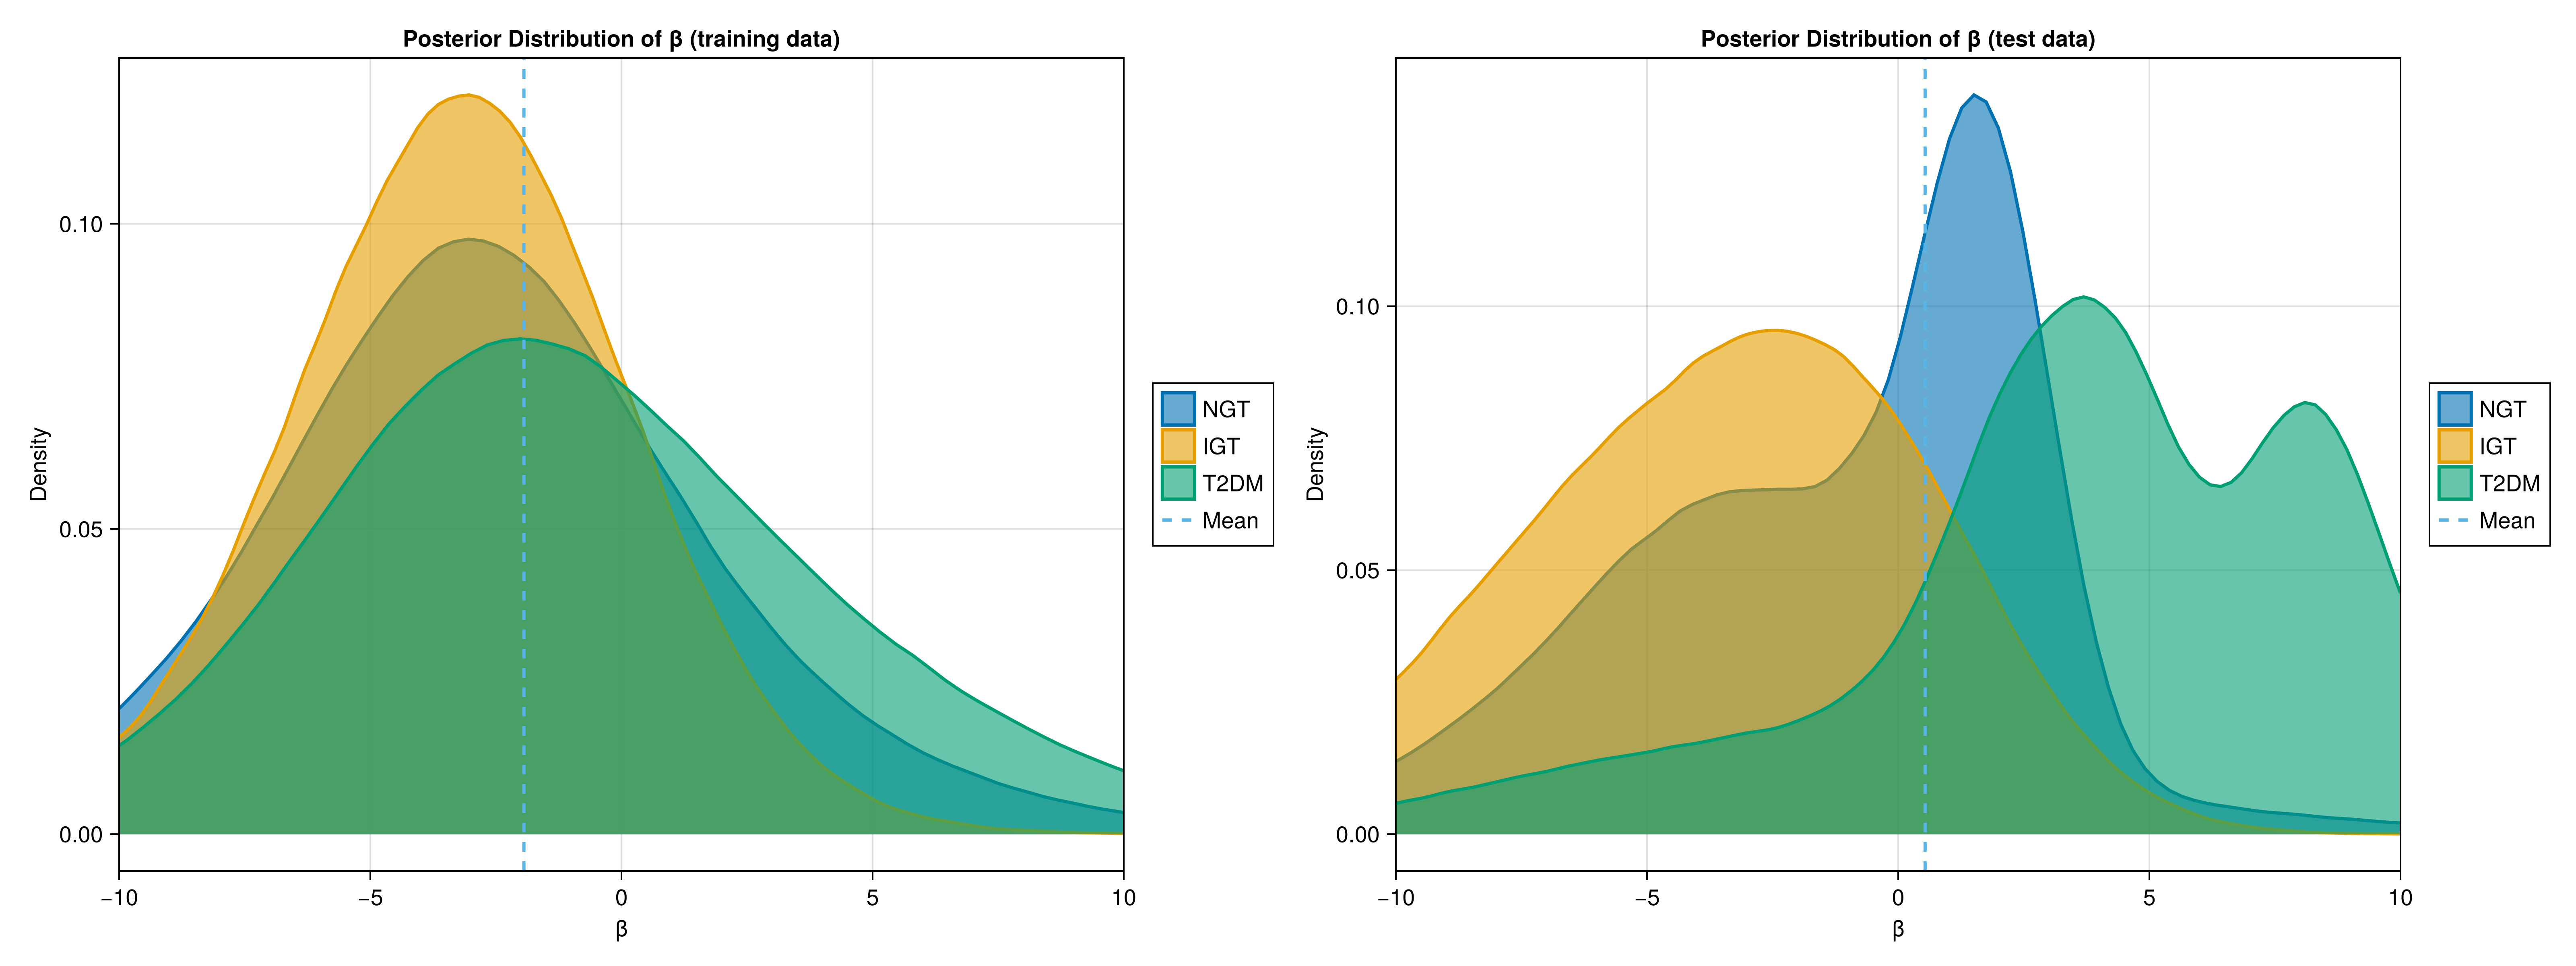 Posterior Distribution of β (training data)
Density
0.10
0.05
0.00
−10
−5
0
5
10
β
NGT
IGT
T2DM
Mean
Posterior Distribution of β (test data)
Density
0.10
0.05
0.00
−10
−5
0
5
10
β
NGT
IGT
T2DM
Mean